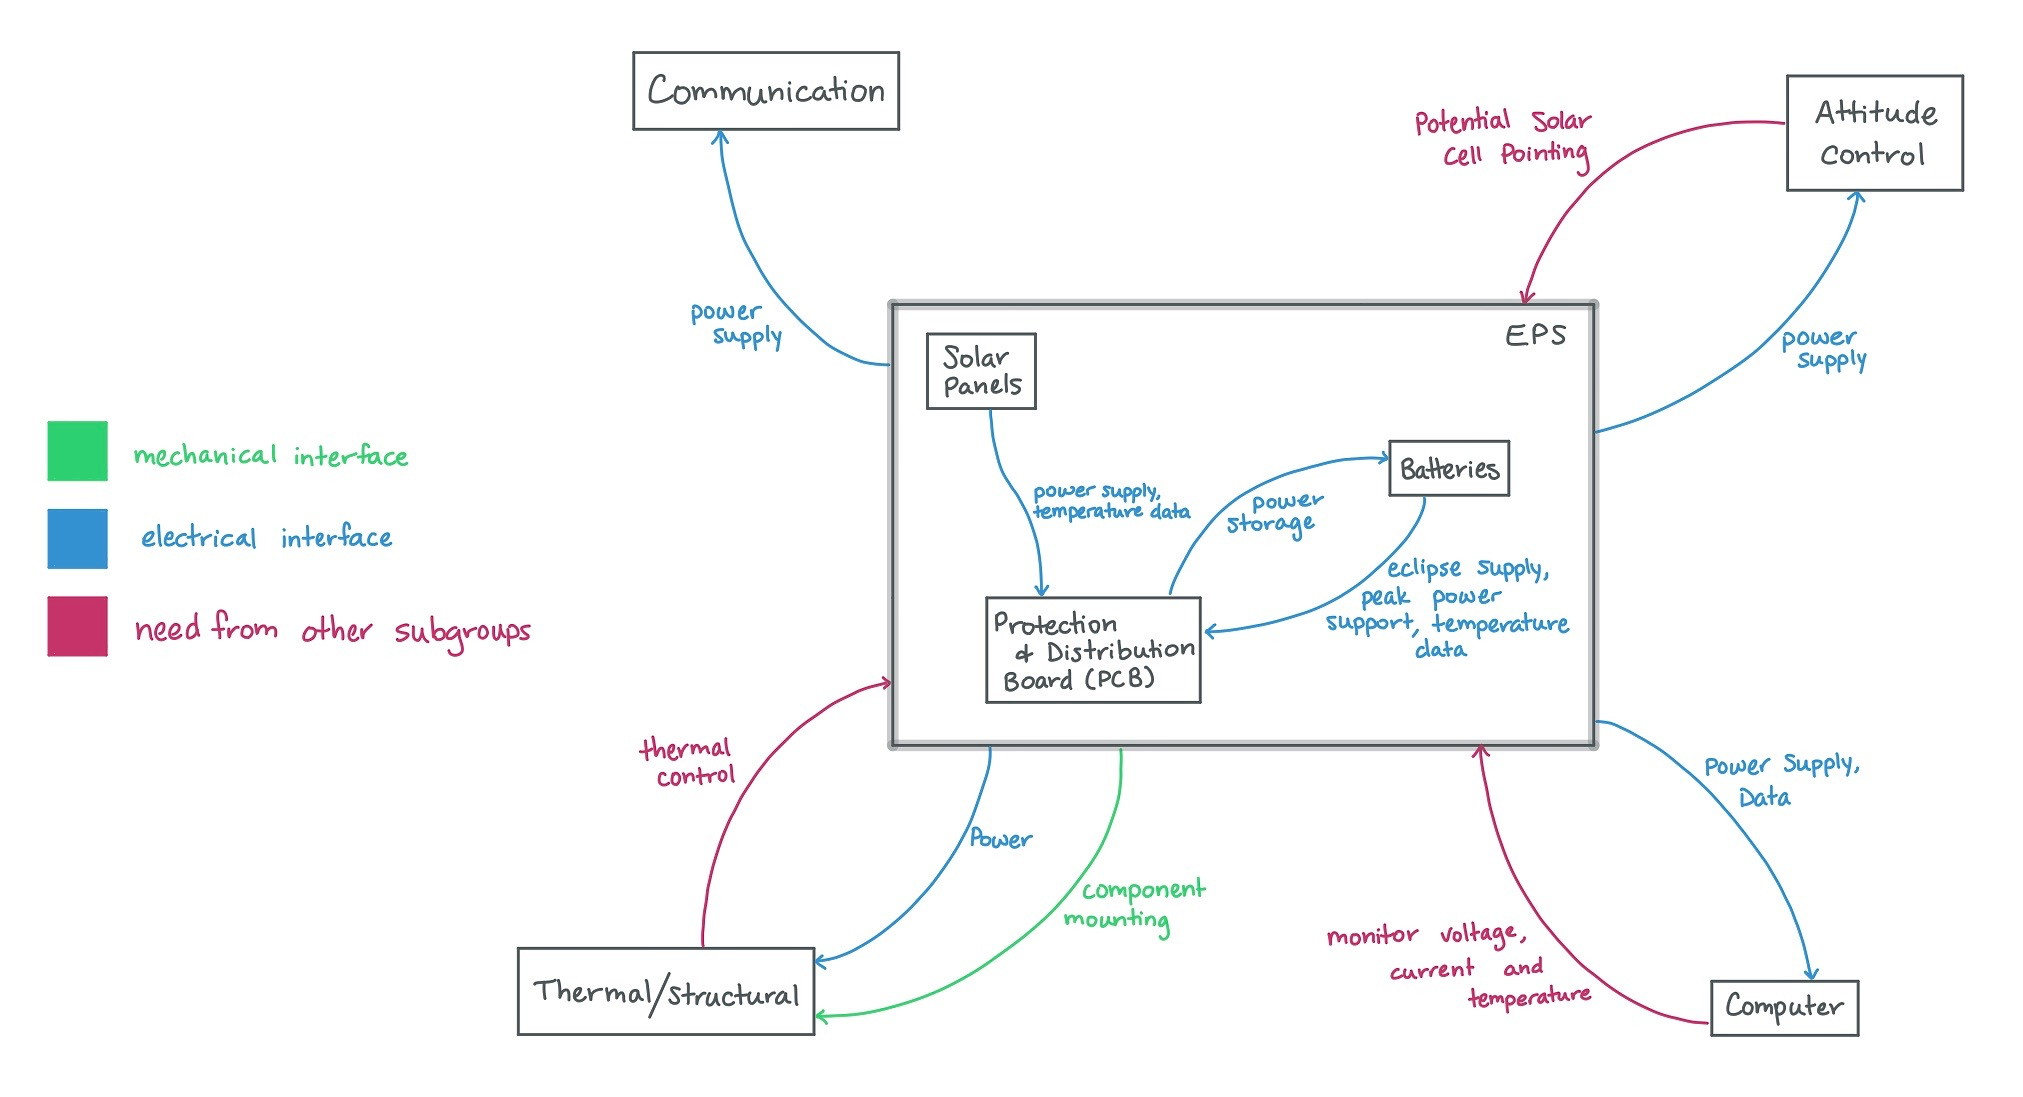 Communication
Attitude
Control
Potential Solar
Cell Pointing
power
supply
EPS
Solar
Panels
power
supply
mechanical interface
electrical interface
need from other subgroups
Batteries
power supply,
temperature data
power
storage
eclipse supply,
peak power
support, temperature
data
Protection
& Distribution
Board (PCB)
thermal
control
Power
component
mounting
Power Supply,
Data
monitor voltage,
current and
temperature
Thermal/structural
Computer